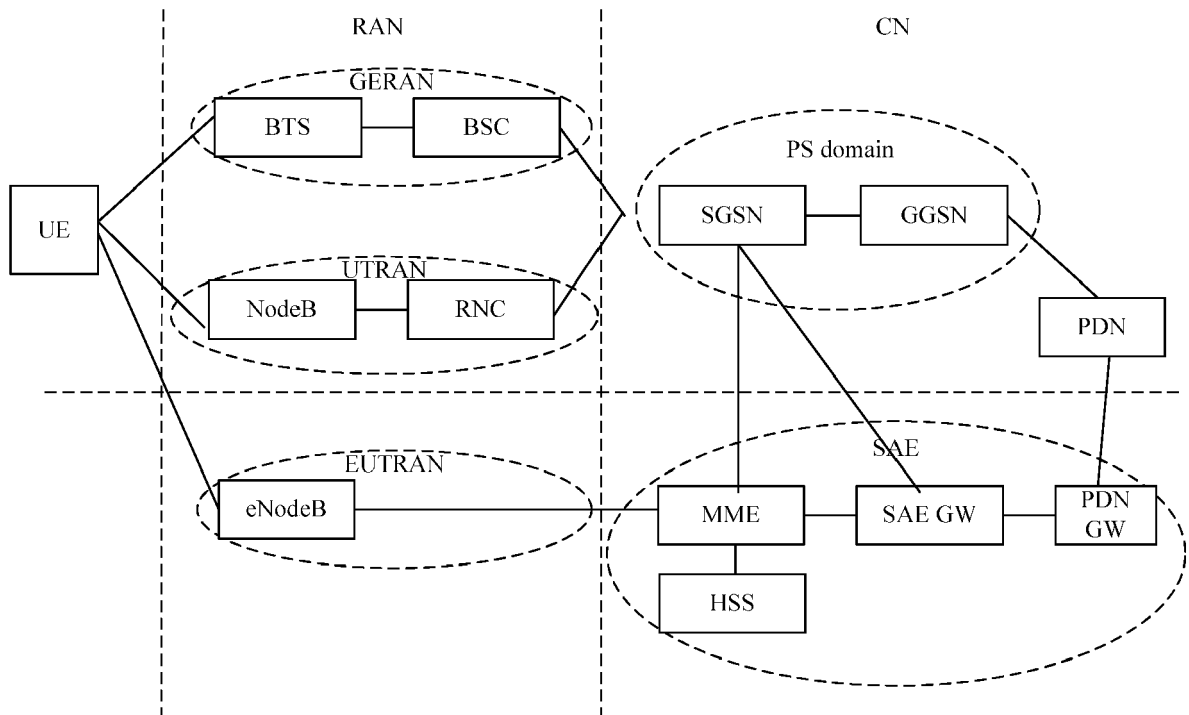 RAN
CN
GERAN
BTS
BSC
PS domain
UE
SGSN
GGSN
UTRAN
NodeB
RNC
PDN
SAE
EUTRAN
eNodeB
MME
SAE GW
PDN
GW
HSS